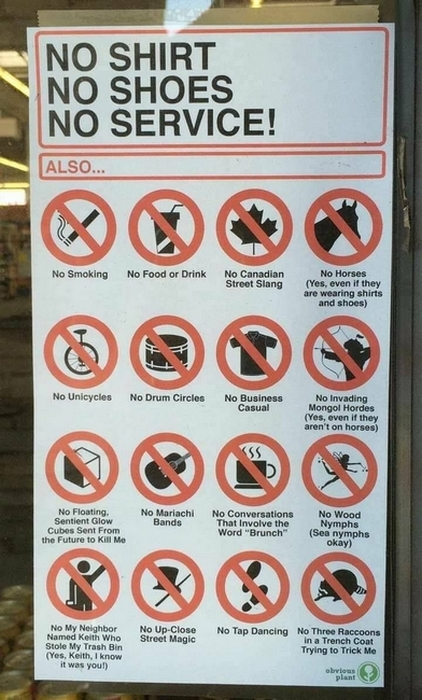 NO SHIRT
NO SHOES
NO SERVICE!
ALSO...
No Smoking
No Food or Drink
No Canadian
Street Slang
No Horses
(Yes, even if they
are wearing shirts
and shoes)
No Unicycles
No Drum Circles
No Business
Casual
No Invading
Mongol Hordes
(Yes, even if they
aren't on horses)
No Floating,
Sentient Glow
Cubes Sent From
the Future to Kill Me
No Mariachi
Bands
No Conversations
That Involve the
Word "Brunch"
No Wood
Nymphs
(Sea nymphs
okay)
No My Neighbor
Named Keith Who
Stole My Trash Bin
(Yes, Keith, I know
it was you!)
No Up-Close
Street Magic
No Tap Dancing
No Three Raccoons
in a Trench Coat
Trying to Trick Me
obvious
plant